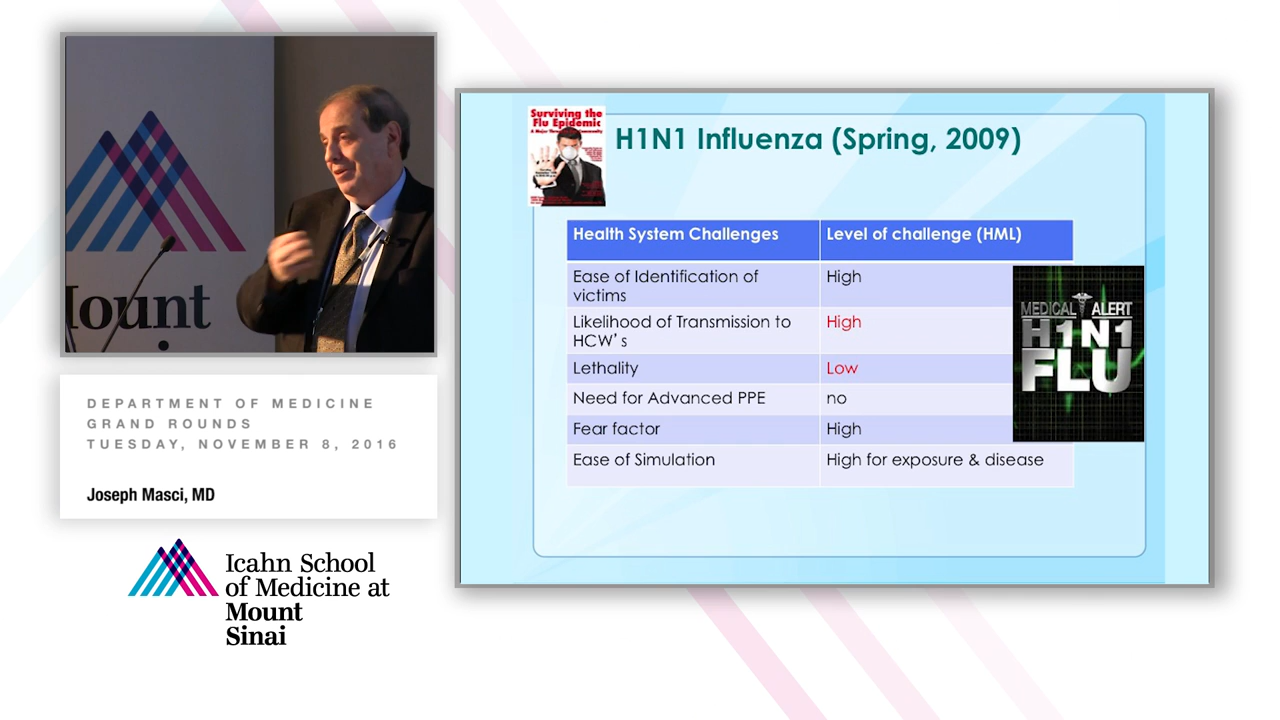 Mount
DEPARTMENT OF MEDICINE
GRAND ROUNDS
TUESDAY, NOVEMBER 8, 2016
Joseph Masci, MD
Icahn School
of Medicine at
Mount
Sinai
Surviving the
Flu Epidemic
H1N1 Influenza (Spring, 2009)
Health System Challenges
Level of challenge (HML)
Ease of Identification of
victims
High
Likelihood of Transmission to
HCW’s
High
Lethality
Low
Need for Advanced PPE
no
Fear factor
High
Ease of Simulation
High for exposure & disease
MEDICAL ALERT
H1N1
FLU